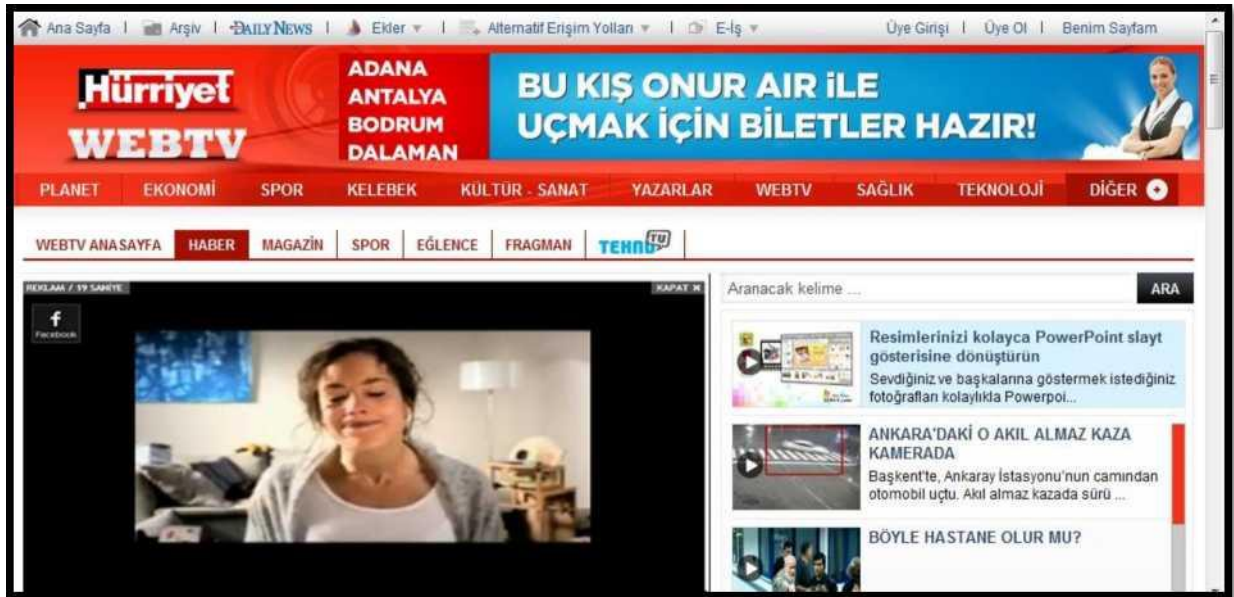 Ana Sayfa | Arşiv | DAILY NEWS | Ekler | Alternatif Erişim Yolları | E-İş Üye Girişi | Üye Ol | Benim Sayfam
Hürriyet
WEBTV
ADANA
ANTALYA
BODRUM
DALAMAN
BU KIŞ ONUR AIR İLE
UÇMAK İÇİN BİLETLER HAZIR!
PLANET EKONOMİ SPOR KELEBEK KÜLTÜR - SANAT YAZARLAR WEBTV SAĞLIK TEKNOLOJİ DİĞER
WEBTV ANASAYFA HABER MAGAZİN SPOR EĞLENCE FRAGMAN TEKNO TV
REKLAM / 19 SANİYE KAPAT X
f
Facebook
Aranacak kelime ... ARA
Resimlerinizi kolayca PowerPoint slayt
gösterisine dönüştürün
Sevdiğiniz ve başkalarına göstermek istediğiniz
fotoğrafları kolaylıkla Powerpoi...
ANKARA'DAKİ O AKIL ALMAZ KAZA
KAMERADA
Başkent'te, Ankaray İstasyonu'nun camından
otomobil uçtu. Akıl almaz kazada sürü ...
BÖYLE HASTANE OLUR MU?